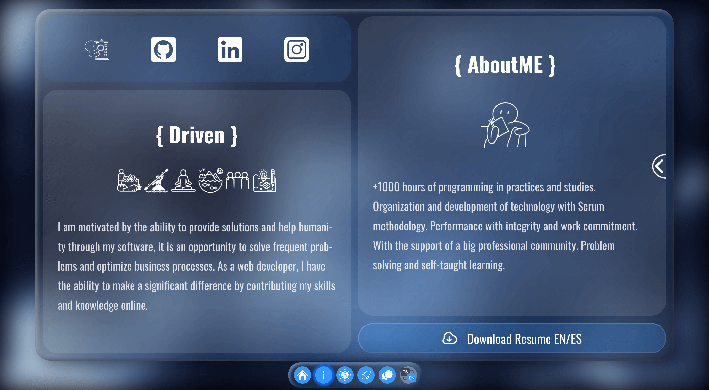 { Driven }
I am motivated by the ability to provide solutions and help humani-
ty through my software, it is an opportunity to solve frequent prob-
lems and optimize business processes. As a web developer, I have
the ability to make a significant difference by contributing my skills
and knowledge online.
{ AboutME }
+1000 hours of programming in practices and studies.
Organization and development of technology with Scrum
methodology. Performance with integrity and work commitment.
With the support of a big professional community. Problem
solving and self-taught learning.
Download Resume EN/ES